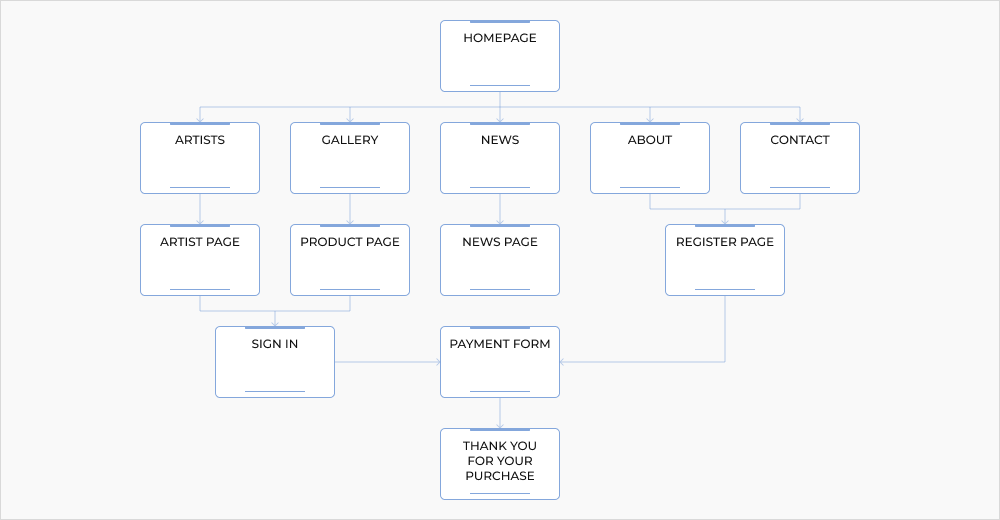 HOMEPAGE
ARTISTS
GALLERY
NEWS
ABOUT
CONTACT
ARTIST PAGE
PRODUCT PAGE
NEWS PAGE
REGISTER PAGE
SIGN IN
PAYMENT FORM
THANK YOU
FOR YOUR
PURCHASE